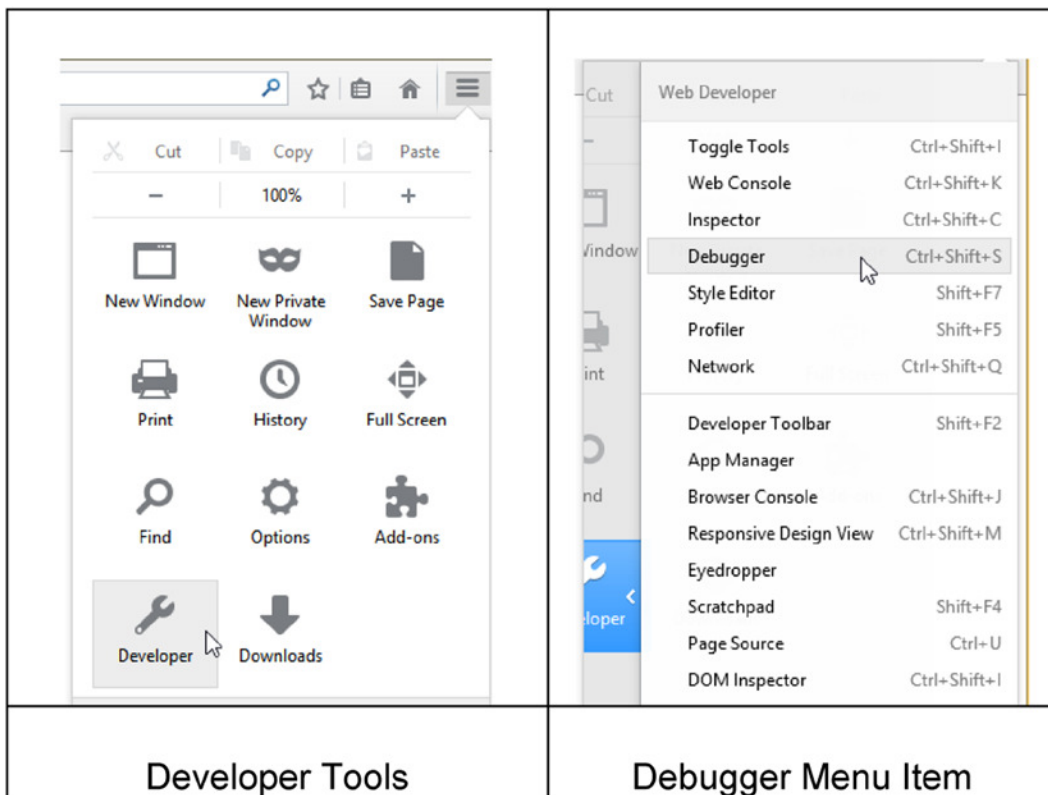 Cut Copy Paste
− 100% +
New Window New Private Window Save Page
Print History Full Screen
Find Options Add-ons
Developer Downloads
Developer Tools
Cut
−
Window
int
nd
eloper
Web Developer
Toggle Tools Ctrl+Shift+I
Web Console Ctrl+Shift+K
Inspector Ctrl+Shift+C
Debugger Ctrl+Shift+S
Style Editor Shift+F7
Profiler Shift+F5
Network Ctrl+Shift+Q
Developer Toolbar Shift+F2
App Manager
Browser Console Ctrl+Shift+J
Responsive Design View Ctrl+Shift+M
Eyedropper
Scratchpad Shift+F4
Page Source Ctrl+U
DOM Inspector Ctrl+Shift+I
Debugger Menu Item